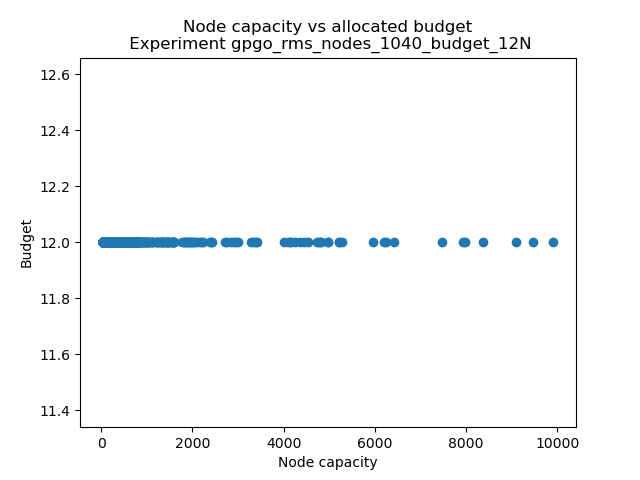 Node capacity vs allocated budget
Experiment gpgo_rms_nodes_1040_budget_12N
12.6
12.4
12.2
12.0
11.8
11.6
11.4
Budget
0 2000 4000 6000 8000 10000
Node capacity